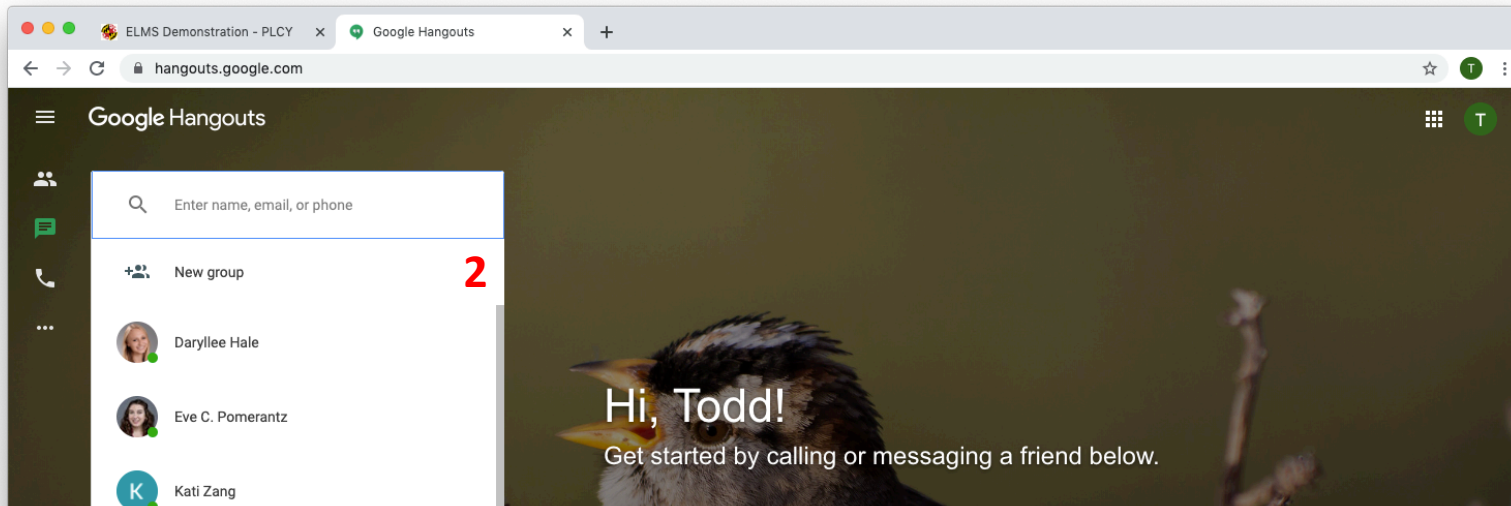 ELMS Demonstration - PLCY
Google Hangouts
hangouts.google.com
T
Google Hangouts
T
Enter name, email, or phone
New group
2
Daryllee Hale
Eve C. Pomerantz
K
Kati Zang
Hi, Todd!
Get started by calling or messaging a friend below.